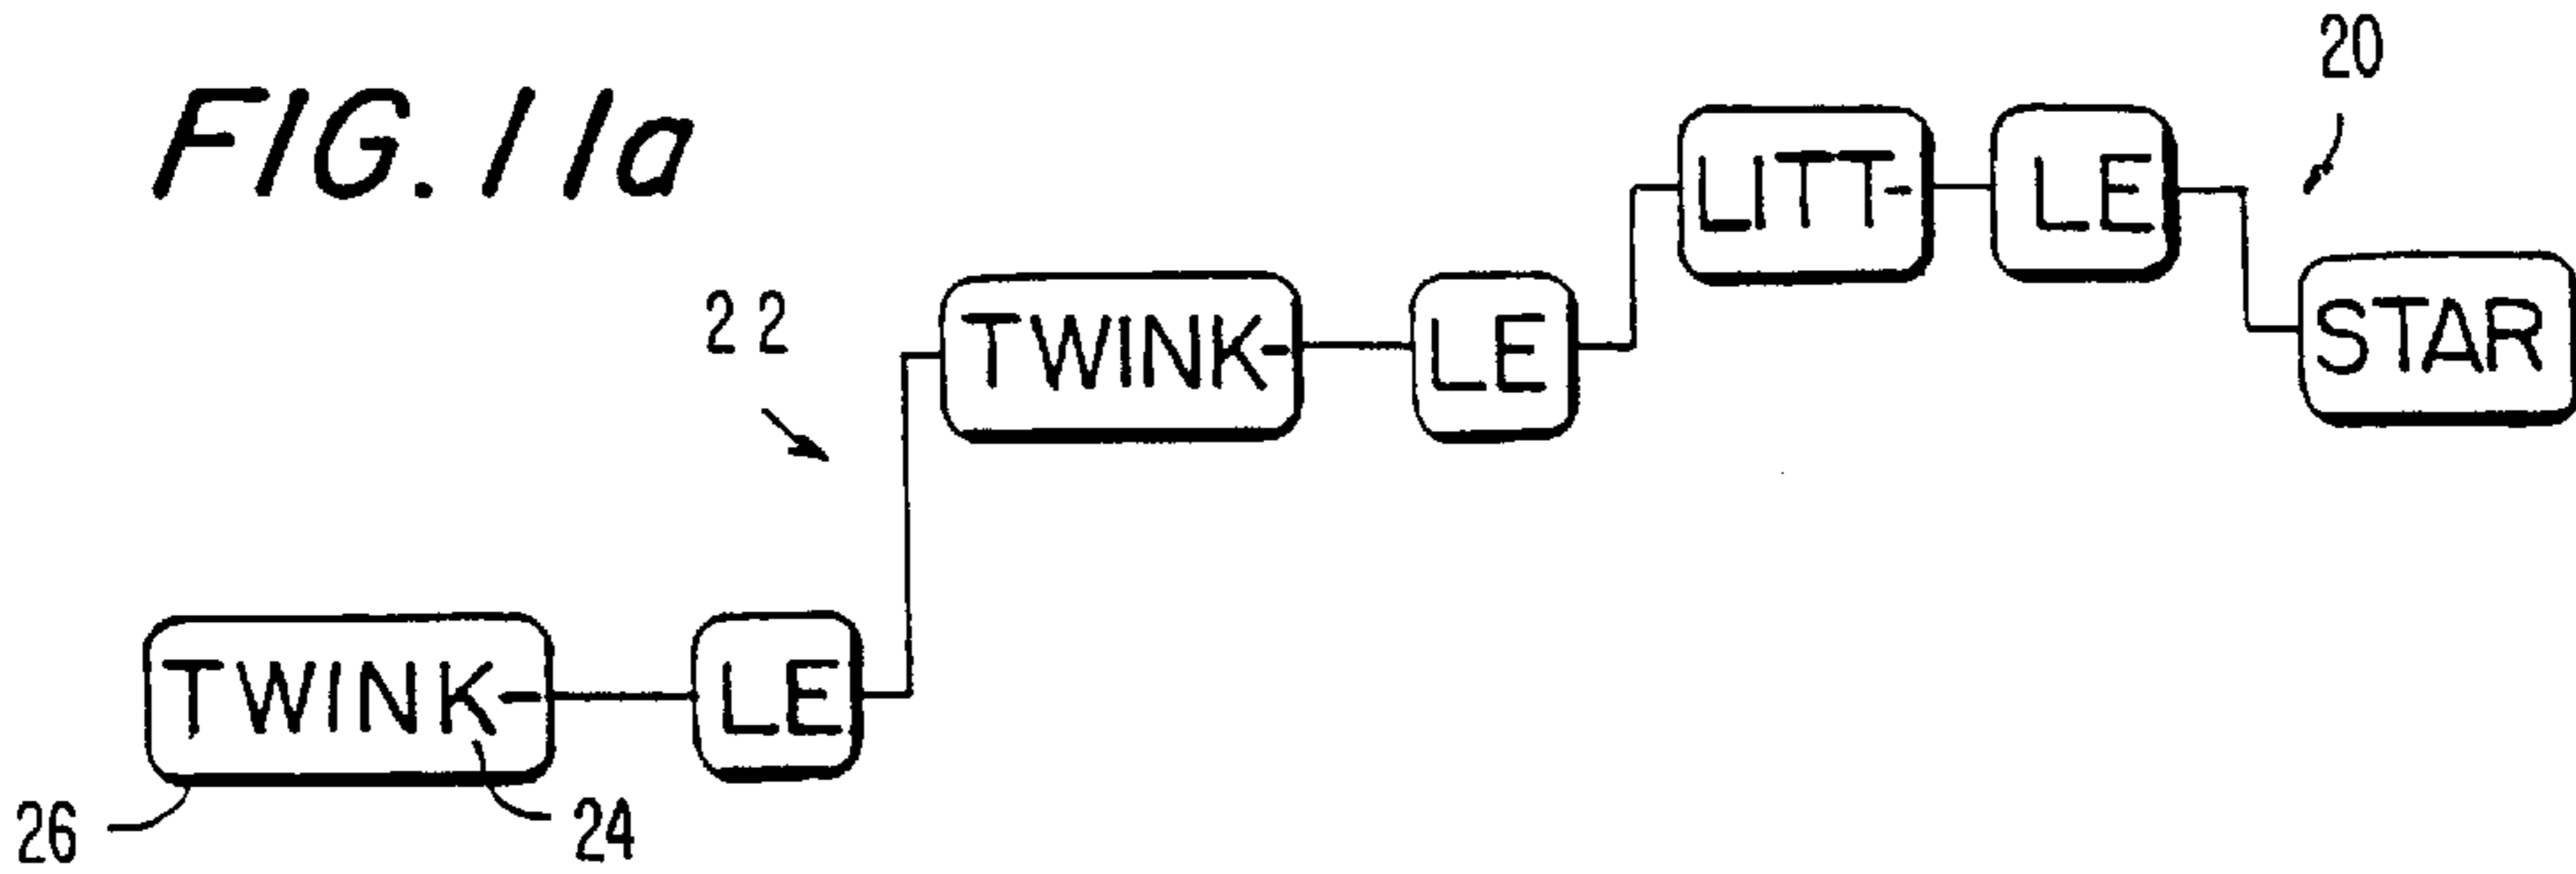 FIG. 11a
20
LITT- LE
22
TWINK- LE
STAR
TWINK- LE
26
24